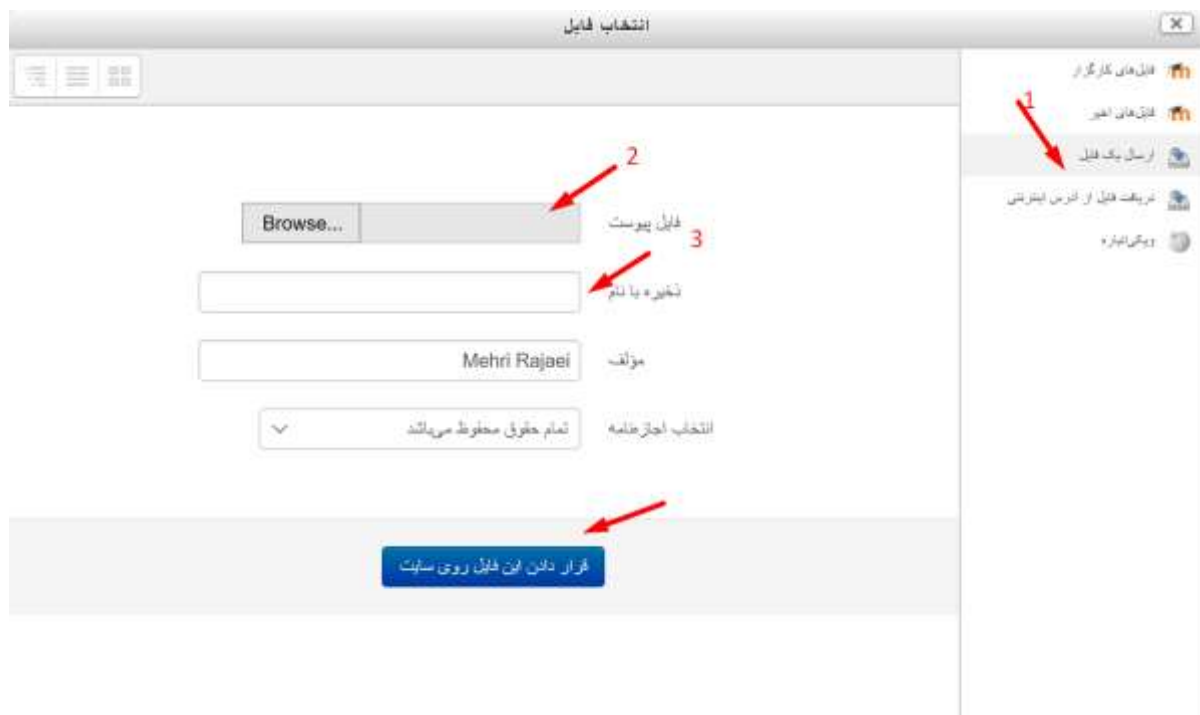 انتخاب فایل
فایل‌های کارگزار
فایل‌های اخیر
1
ارسال یک فایل
دریافت فایل از آدرس اینترنتی
ویکی‌انباره
2
فایل پیوست
Browse...
3
ذخیره با نام
مؤلف
Mehri Rajaei
انتخاب اجازه‌نامه
تمام حقوق محفوظ می‌باشد
قرار دادن این فایل روی سایت